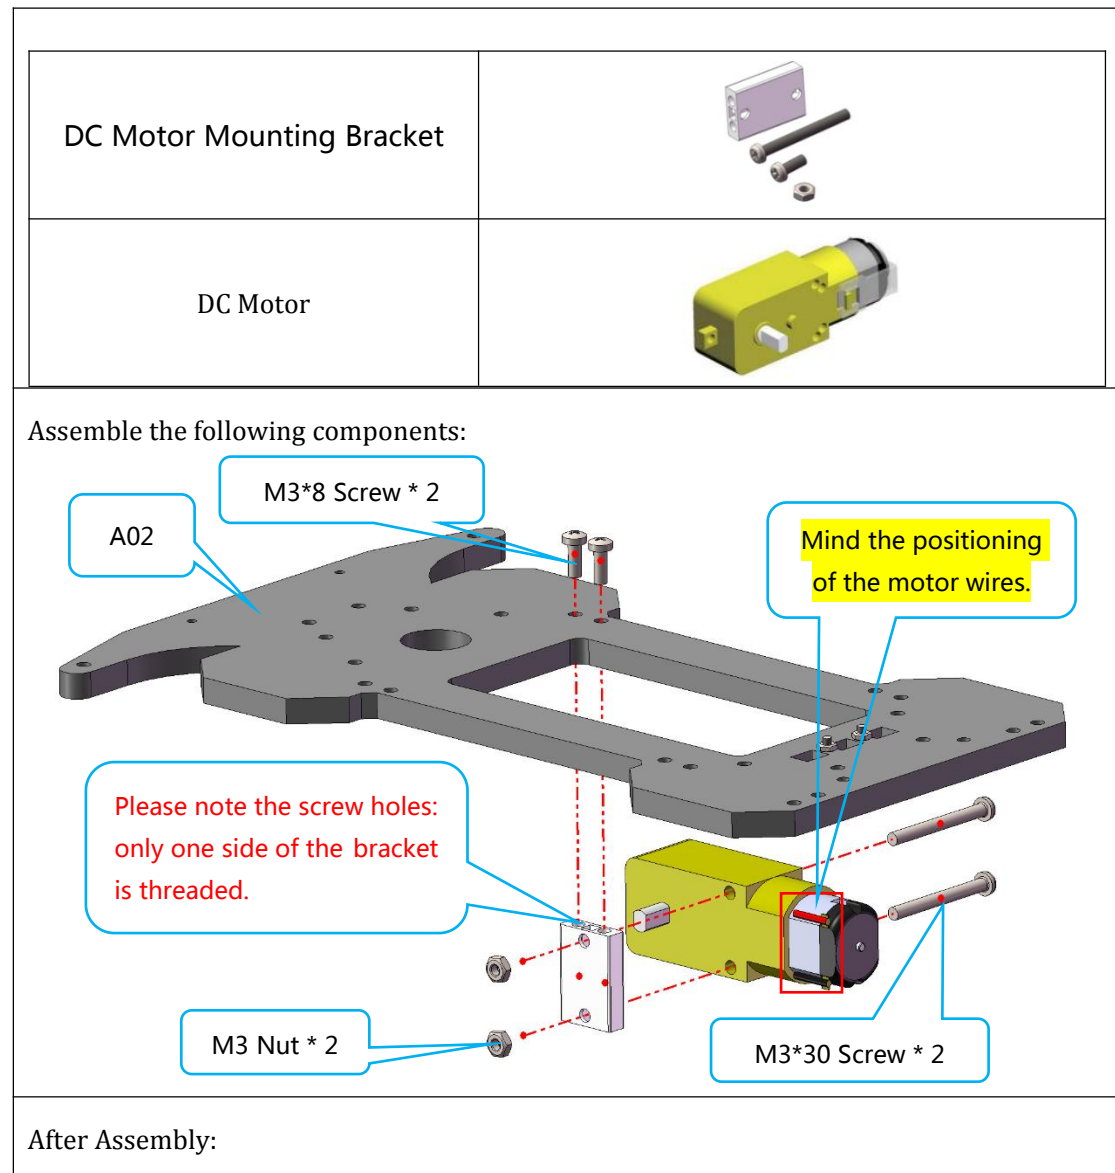 DC Motor Mounting Bracket
DC Motor
Assemble the following components:
M3*8 Screw * 2
A02
Mind the positioning
of the motor wires.
Please note the screw holes:
only one side of the bracket
is threaded.
M3 Nut * 2
M3*30 Screw * 2
After Assembly: